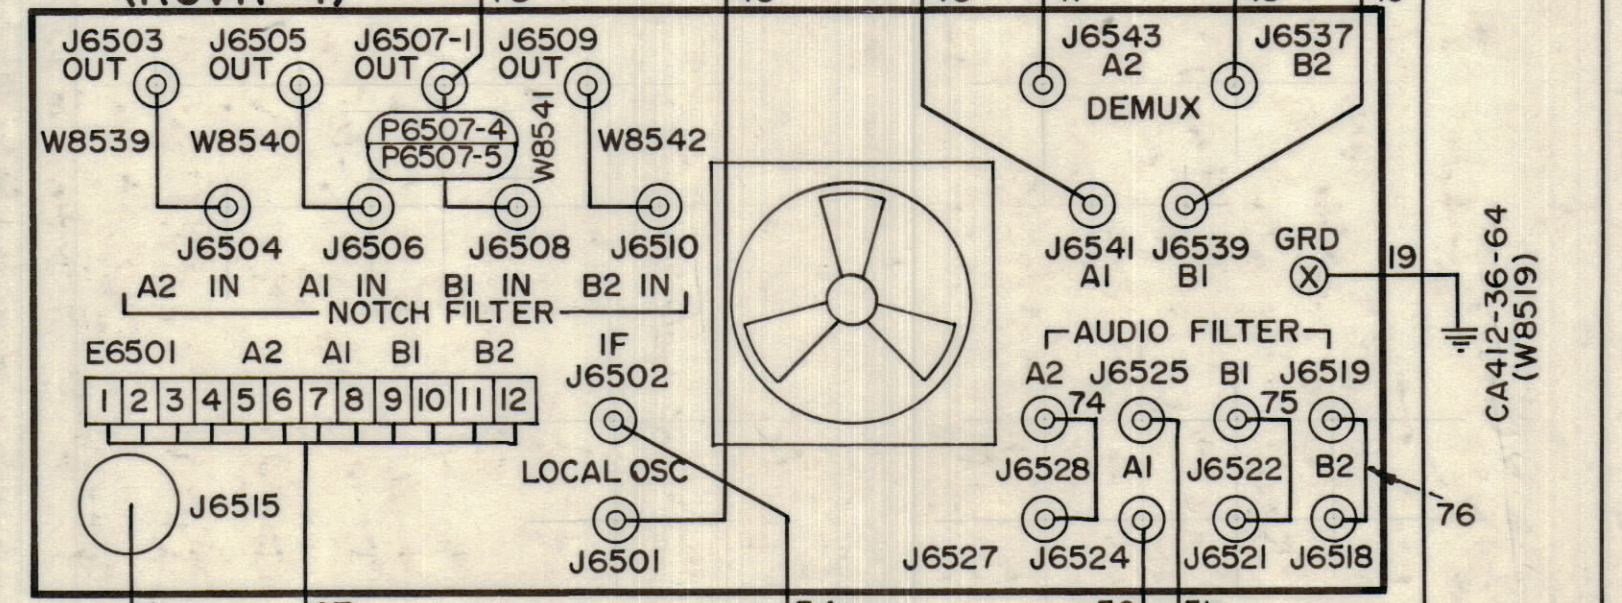 J6503 J6505 J6507-1 J6509
OUT OUT OUT OUT
J6543 J6537
A2 B2
DEMUX
W8539 W8540 P6507-4 W8541 W8542
P6507-5
J6504 J6506 J6508 J6510
A2 IN A1 IN B1 IN B2 IN
NOTCH FILTER
J6541 J6539 GRD
A1 B1 X
19
CA412-36-64
(W8519)
E6501 A2 A1 B1 B2
1 2 3 4 5 6 7 8 9 10 11 12
IF
J6502
LOCAL OSC
J6515
J6501
AUDIO FILTER
A2 J6525 B1 J6519
74 75
J6528 A1 J6522 B2
76
J6527 J6524 J6521 J6518